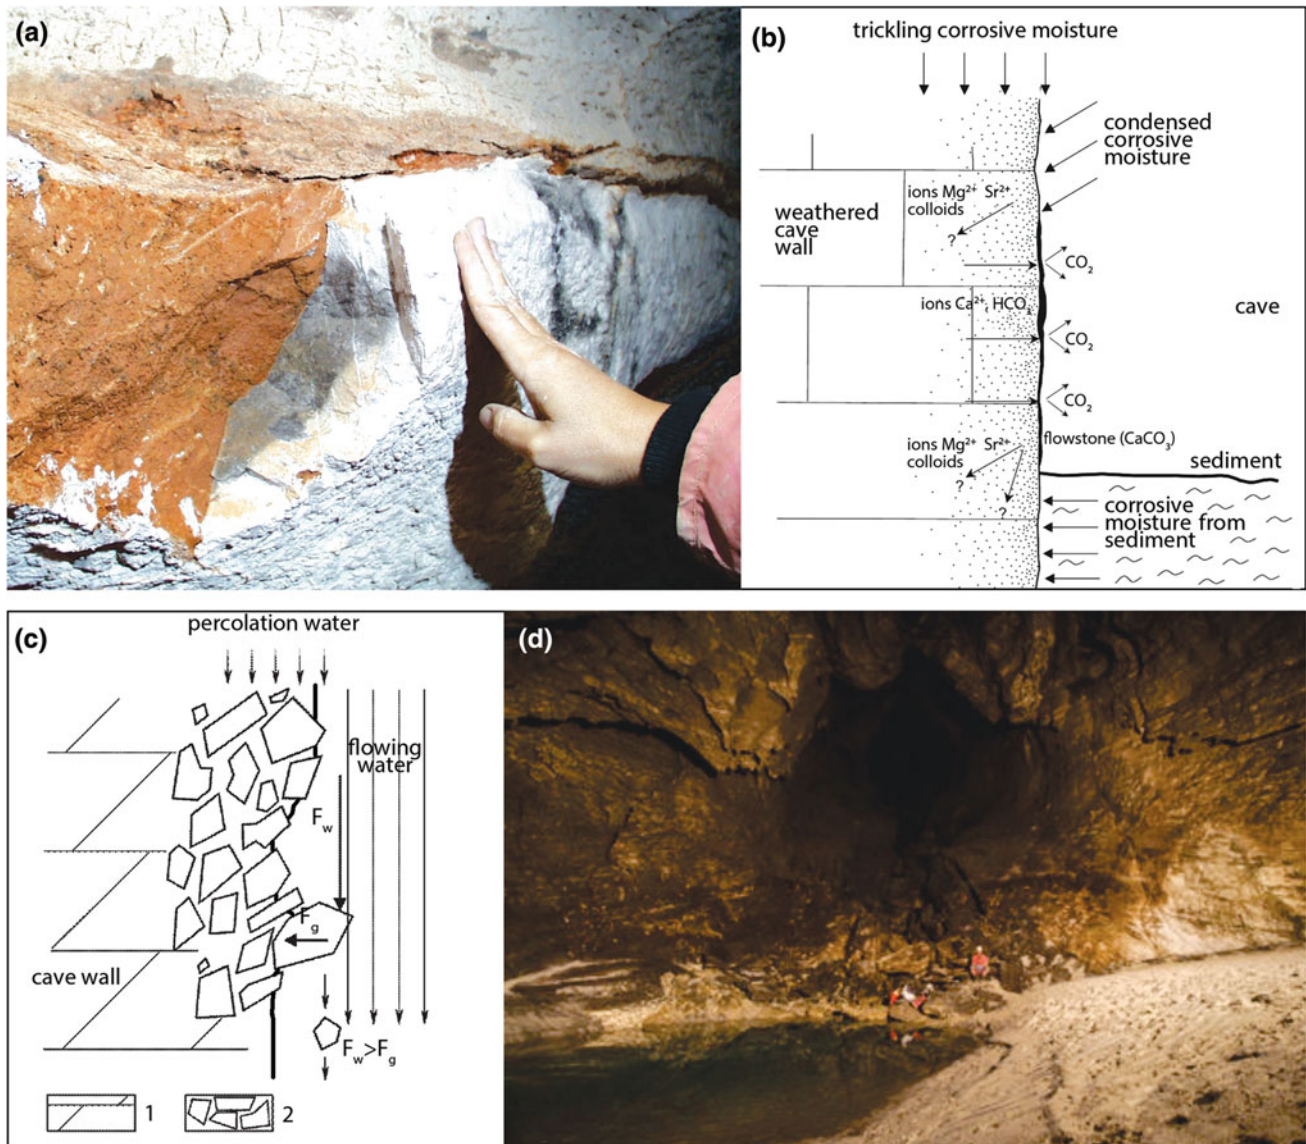 (a)
(b)
trickling corrosive moisture
condensed
corrosive
moisture
ions Mg²⁺ Sr²⁺
colloids
weathered
cave
wall
?
CO₂
ions Ca²⁺, HCO₃
cave
CO₂
CO₂
flowstone (CaCO₃)
ions Mg²⁺ Sr²⁺
colloids
sediment
?
?
corrosive
moisture from
sediment
(c)
percolation water
flowing
water
F_w
F_g
cave wall
F_w>F_g
1
2
(d)